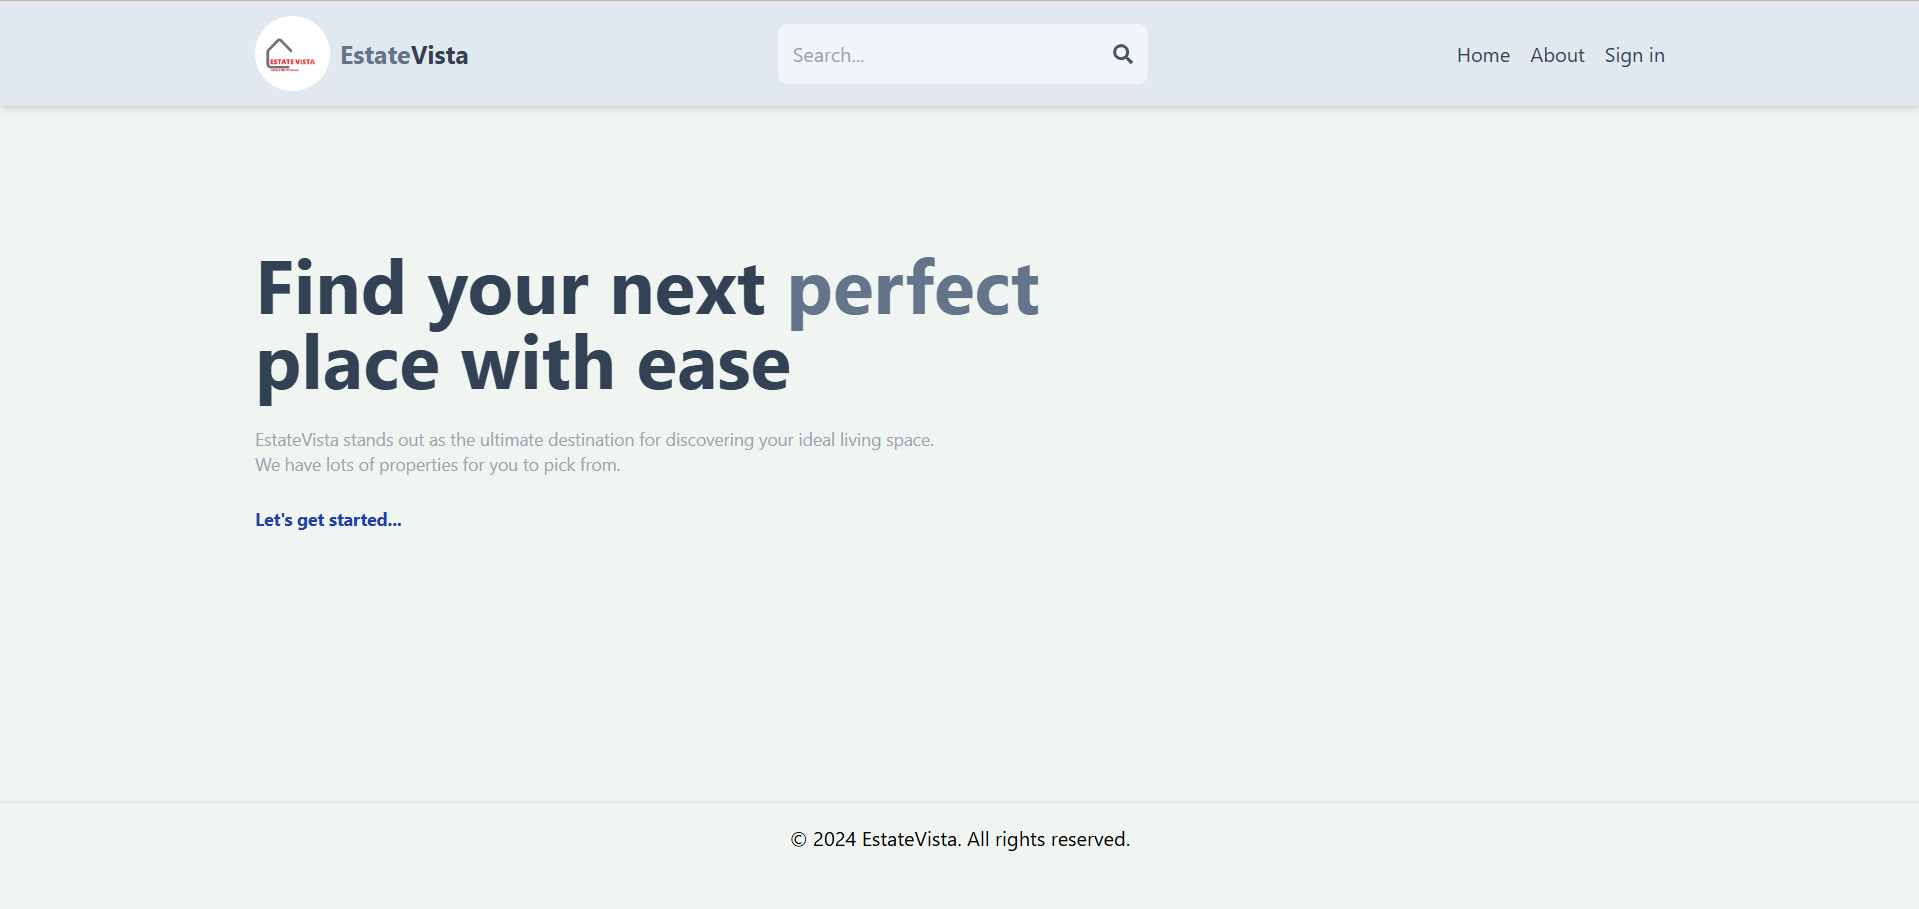 ESTATE VISTA
EstateVista
Search...
Home
About
Sign in
Find your next perfect
place with ease
EstateVista stands out as the ultimate destination for discovering your ideal living space.
We have lots of properties for you to pick from.
Let's get started...
© 2024 EstateVista. All rights reserved.